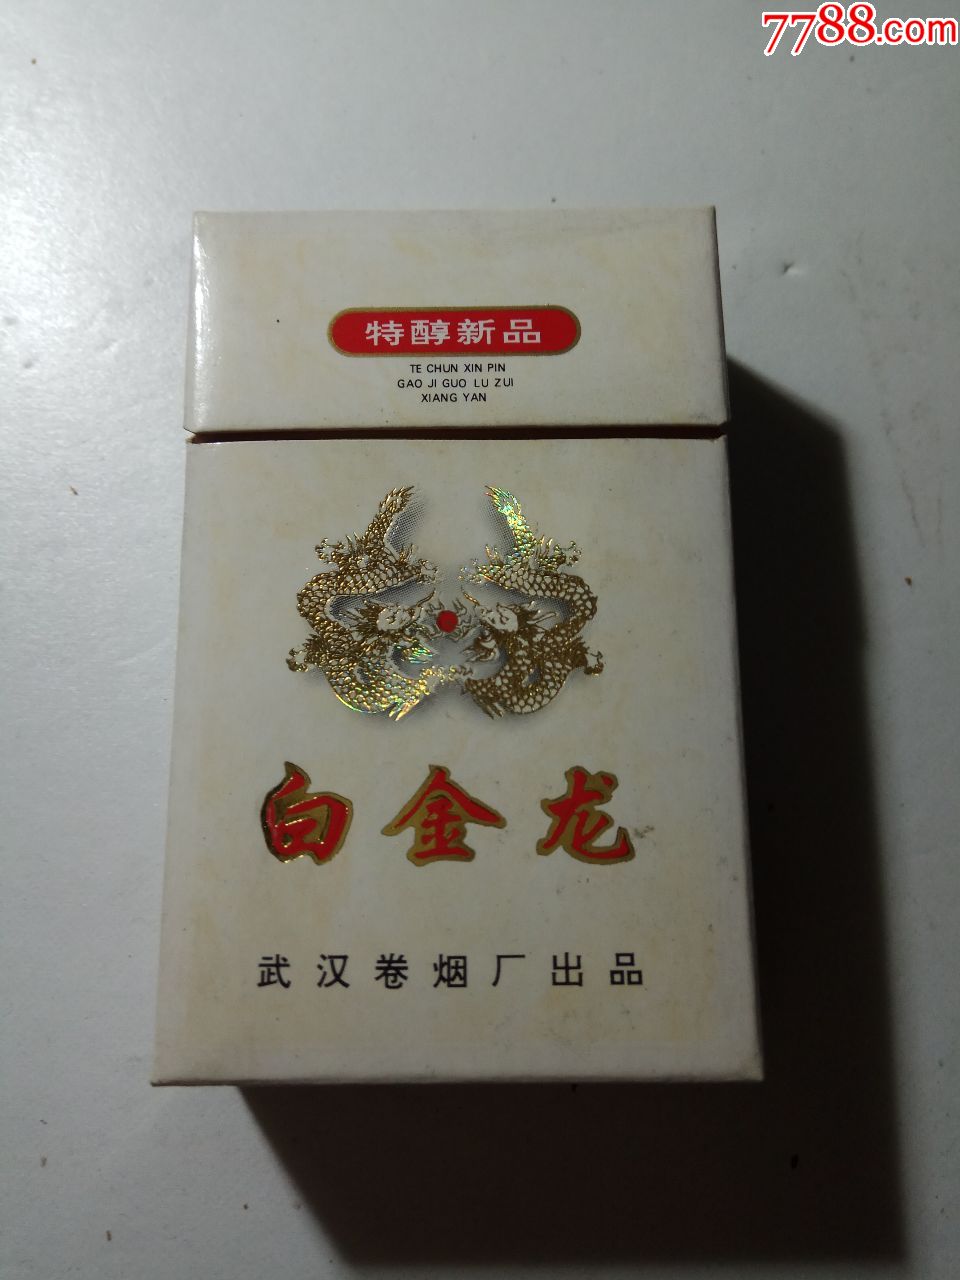 7788.com
特醇新品
TE CHUN XIN PIN
GAO JI GUO LU ZUI
XIANG YAN
白金龙
武汉卷烟厂出品